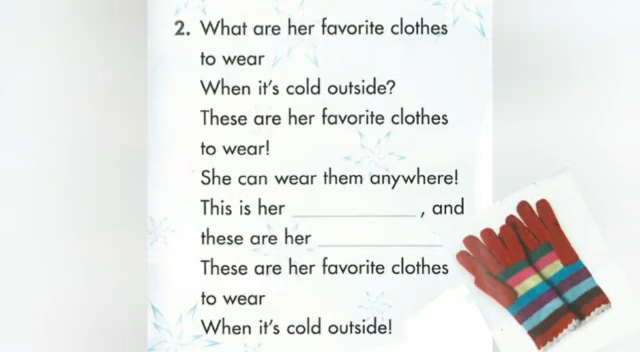 2. What are her favorite clothes
to wear
When it's cold outside?
These are her favorite clothes
to wear!
She can wear them anywhere!
This is her ____________ , and
these are her ____________
These are her favorite clothes
to wear
When it's cold outside!